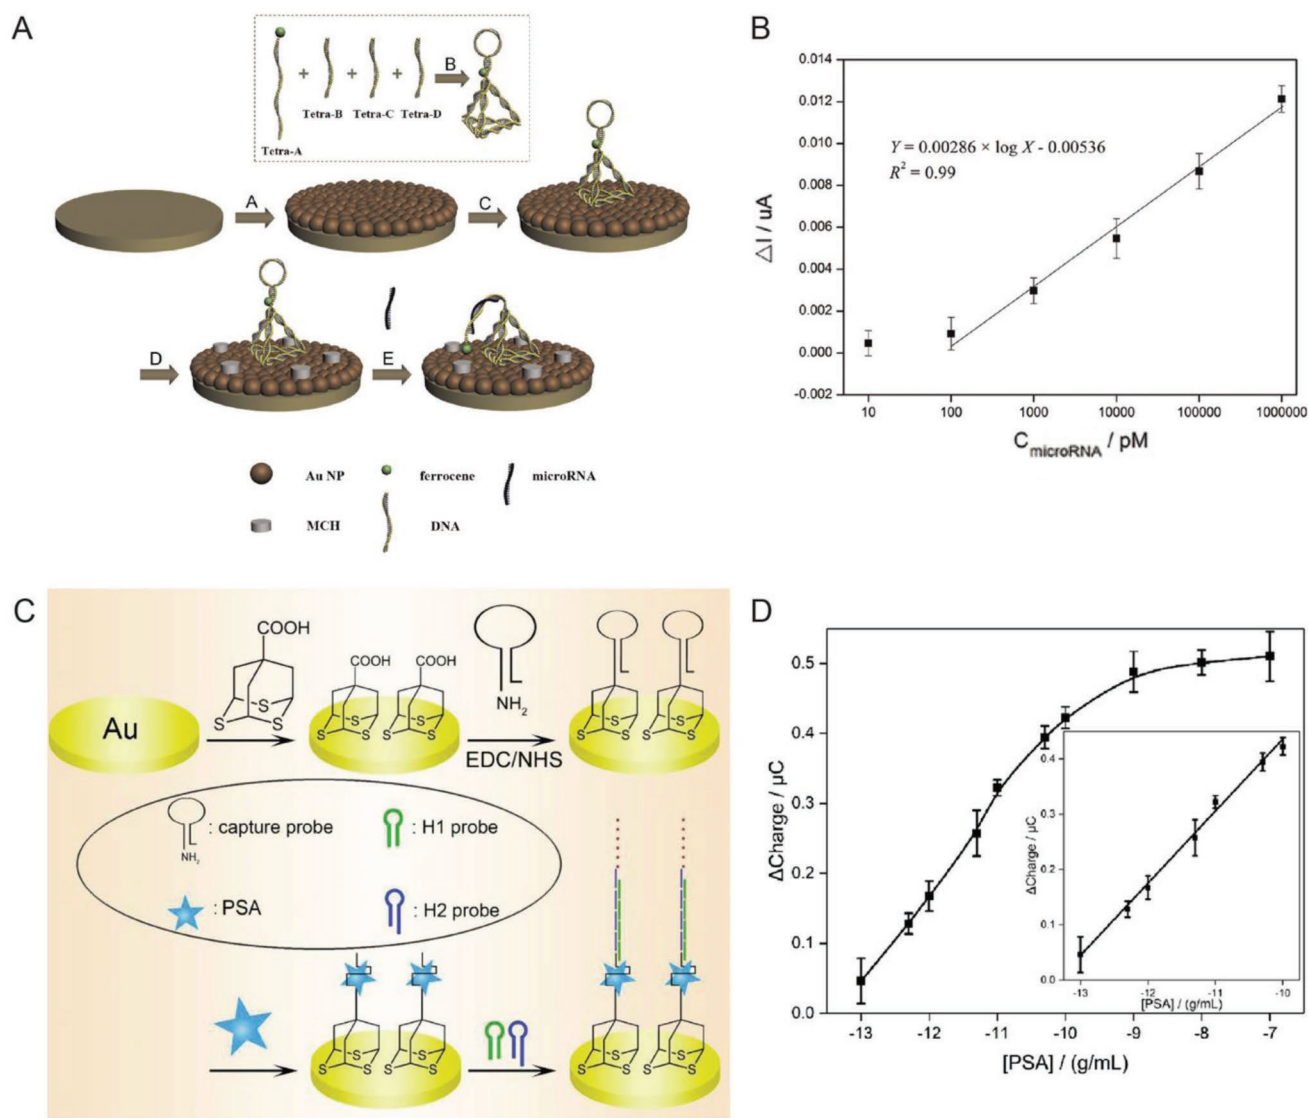 A
B
Tetra-B Tetra-C Tetra-D
Tetra-A
A
C
D
E
Au NP
ferrocene
microRNA
MCH
DNA
B
△I / uA
0.014
0.012
0.010
0.008
0.006
0.004
0.002
0.000
-0.002
Y = 0.00286 × log X - 0.00536
R² = 0.99
10 100 1000 10000 100000 1000000
CmicroRNA / pM
C
COOH
S
S
S
Au
COOH COOH
S S
S S
S S
NH₂
EDC/NHS
S S
S S
S S
NH₂
: capture probe
: H1 probe
: PSA
: H2 probe
S S
S S
S S
S S
S S
S S
D
ΔCharge / µC
0.5
0.4
0.3
0.2
0.1
0.0
-13 -12 -11 -10 -9 -8 -7
[PSA] / (g/mL)
ΔCharge / µC
0.4
0.3
0.2
0.1
0.0
-13 -12 -11 -10
[PSA] / (g/mL)